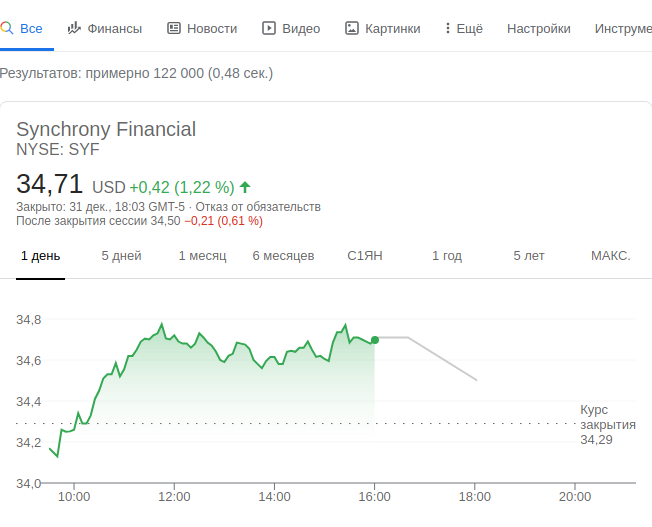 Все Финансы Новости Видео Картинки Ещё Настройки Инструме
Результатов: примерно 122 000 (0,48 сек.)
Synchrony Financial
NYSE: SYF
34,71 USD +0,42 (1,22 %)
Закрыто: 31 дек., 18:03 GMT-5 · Отказ от обязательств
После закрытия сессии 34,50 −0,21 (0,61 %)
1 день 5 дней 1 месяц 6 месяцев С1ЯН 1 год 5 лет МАКС.
34,8
34,6
34,4
Курс
закрытия
34,29
34,2
34,0
10:00 12:00 14:00 16:00 18:00 20:00